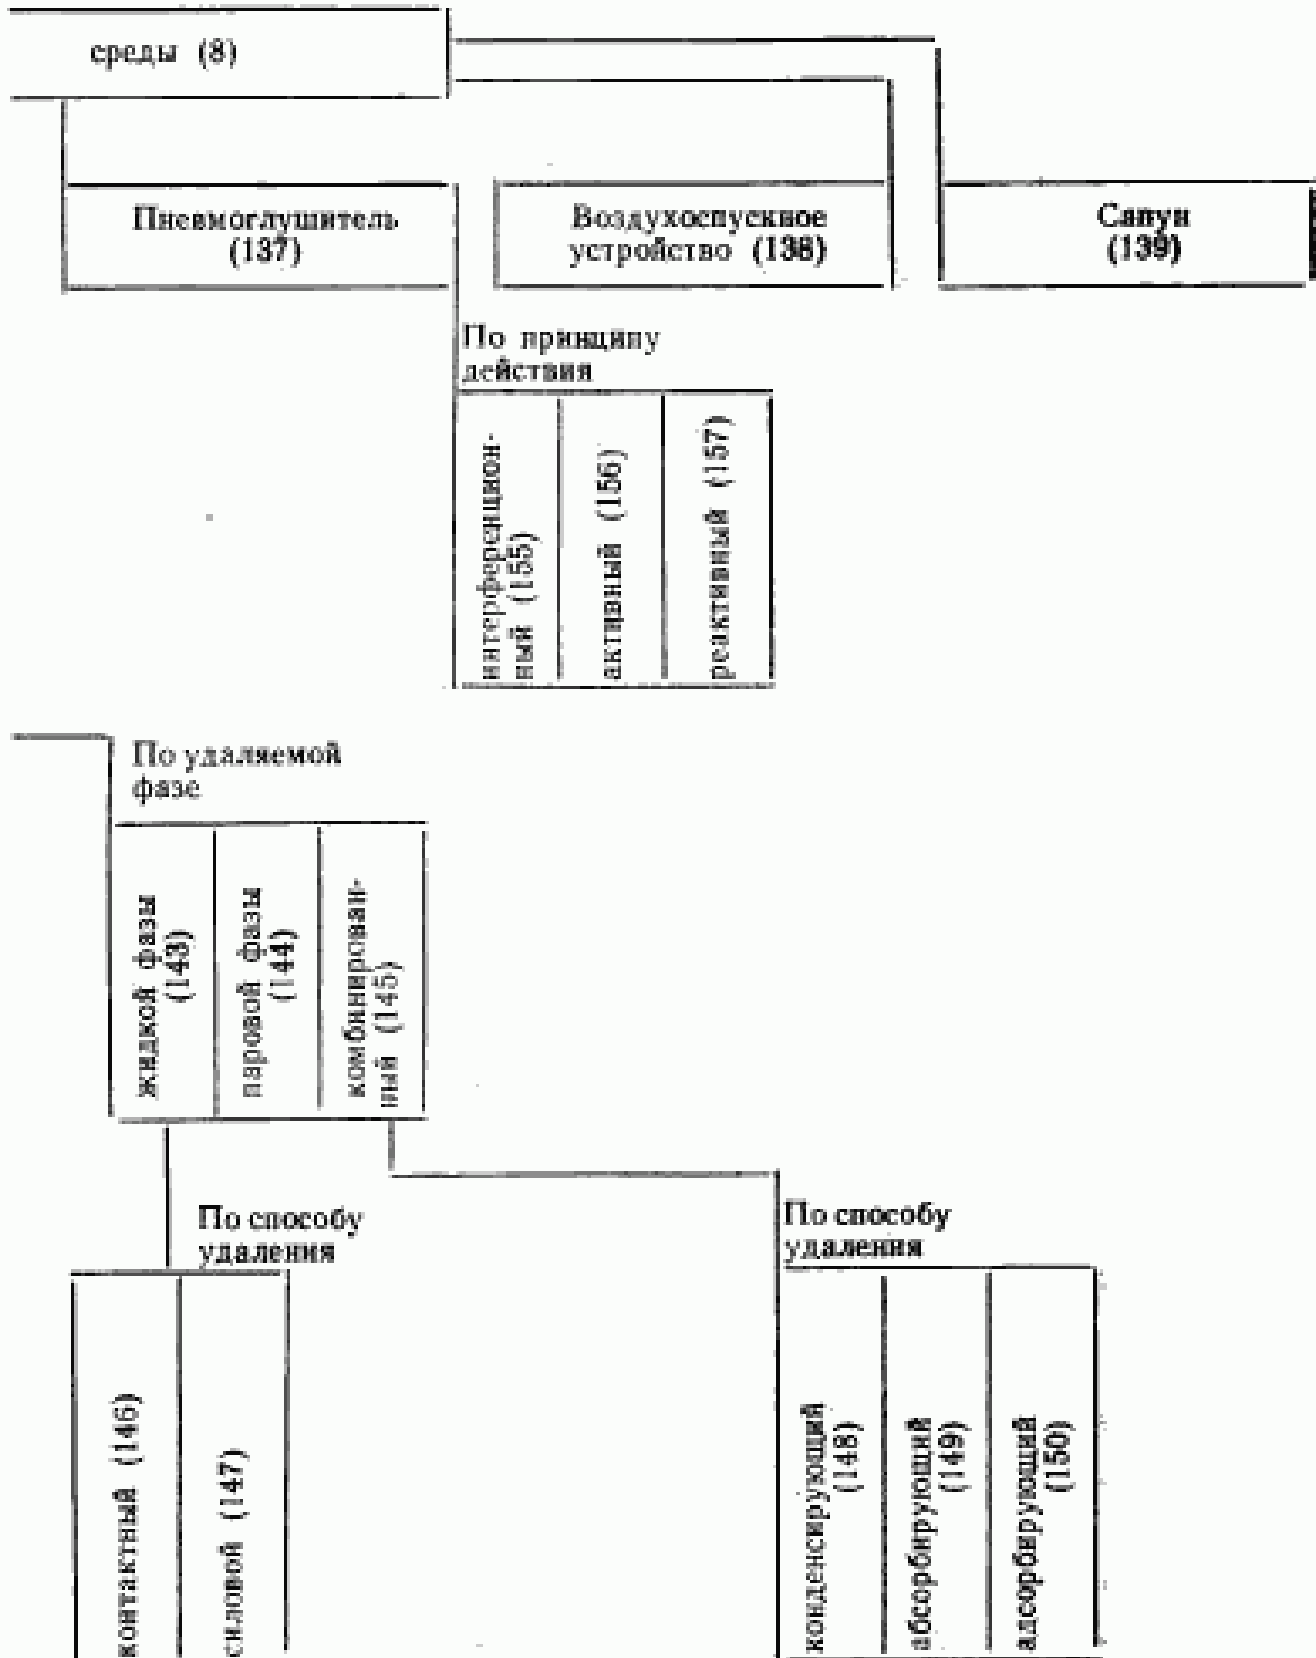 среды (8)
Пневмоглушитель
(137)
Воздухоспускное
устройство (138)
Сапун
(139)
По принципу
действия
интерференцион-
ный (155)
активный (156)
реактивный (157)
По удаляемой
фазе
жидкой фазы
(143)
паровой фазы
(144)
комбинирован-
ный (145)
По способу
удаления
контактный (146)
силовой (147)
По способу
удаления
конденсирующий
(148)
абсорбирующий
(149)
адсорбирующий
(150)